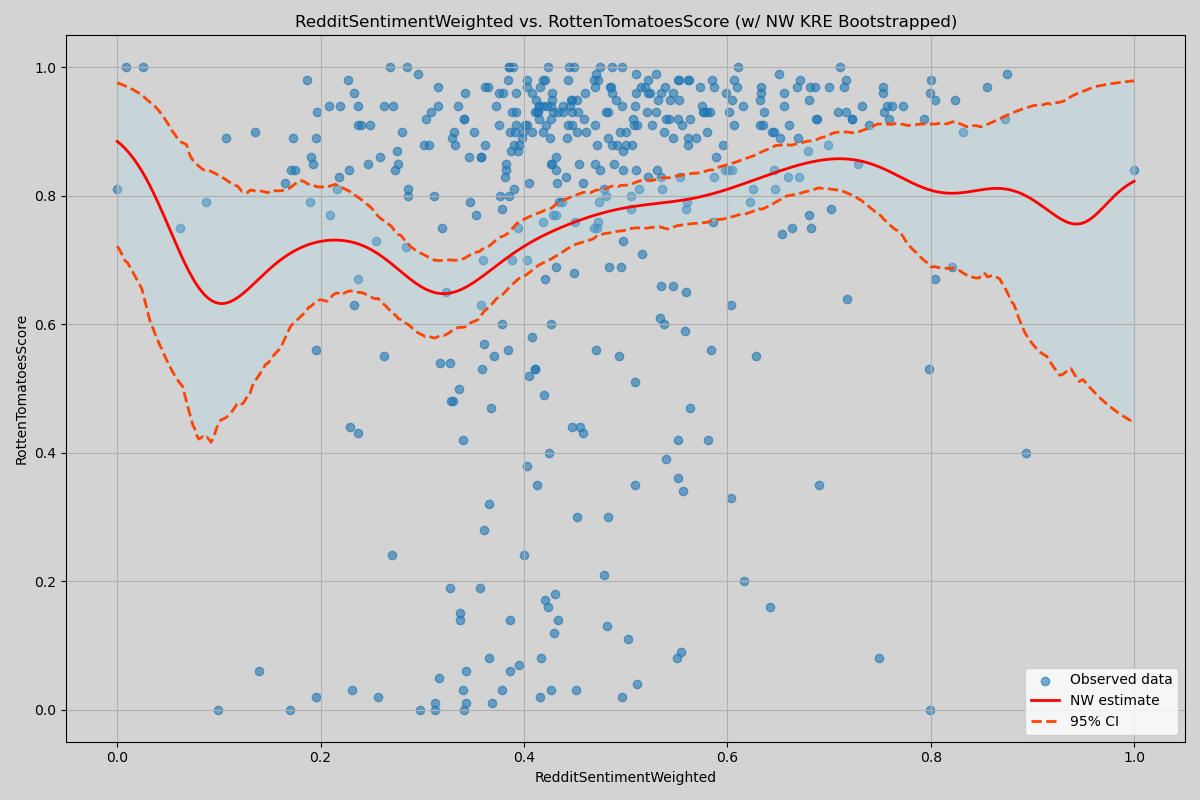 RedditSentimentWeighted vs. RottenTomatoesScore (w/ NW KRE Bootstrapped)
1.0
0.8
0.6
0.4
0.2
0.0
RottenTomatoesScore
Observed data
NW estimate
95% CI
0.0 0.2 0.4 0.6 0.8 1.0
RedditSentimentWeighted